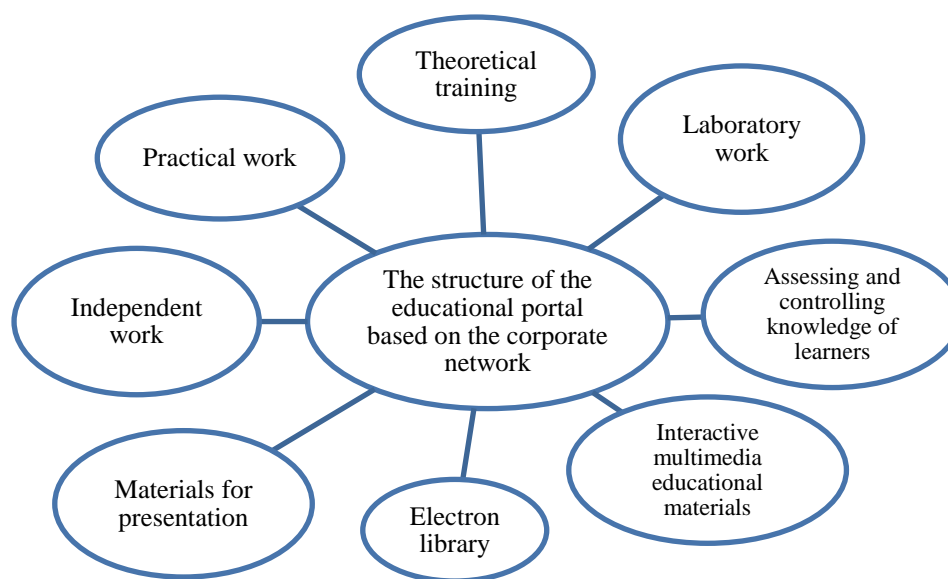 Theoretical
training
Laboratory
work
Practical work
The structure of the
educational portal
based on the corporate
network
Assessing and
controlling
knowledge of
learners
Independent
work
Interactive
multimedia
educational
materials
Materials for
presentation
Electron
library